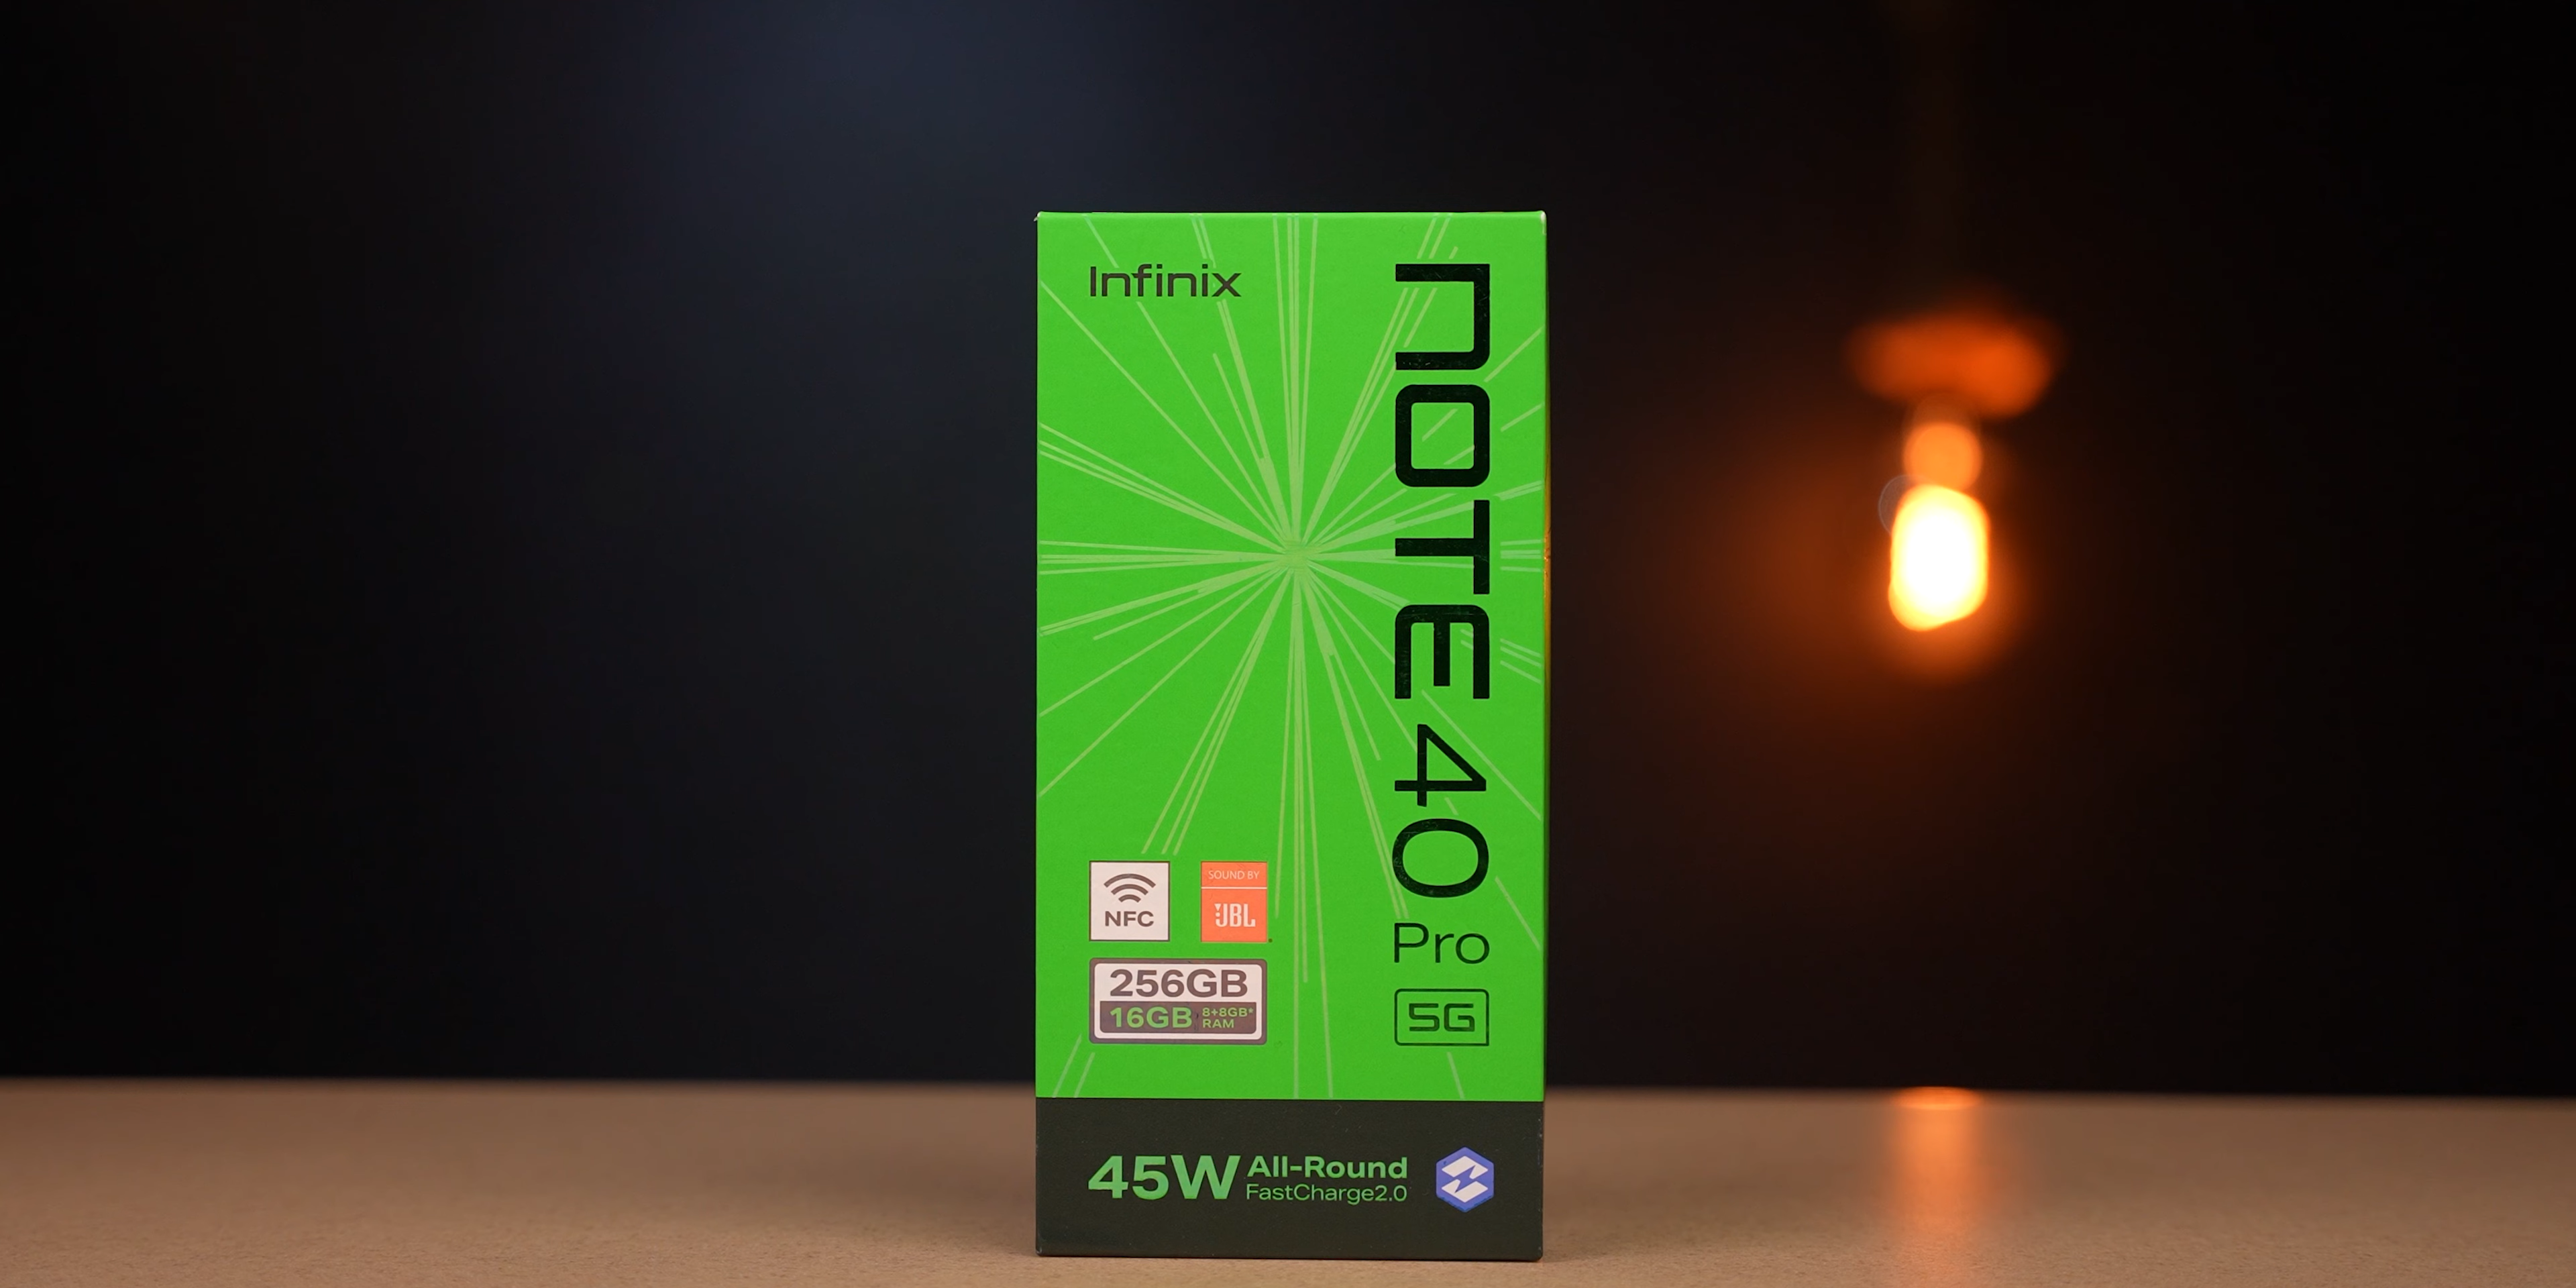 Infinix
NOTE 40 Pro 5G
NFC
SOUND BY
JBL
256GB
16GB 8+8GB*
RAM
45W All-Round
FastCharge2.0